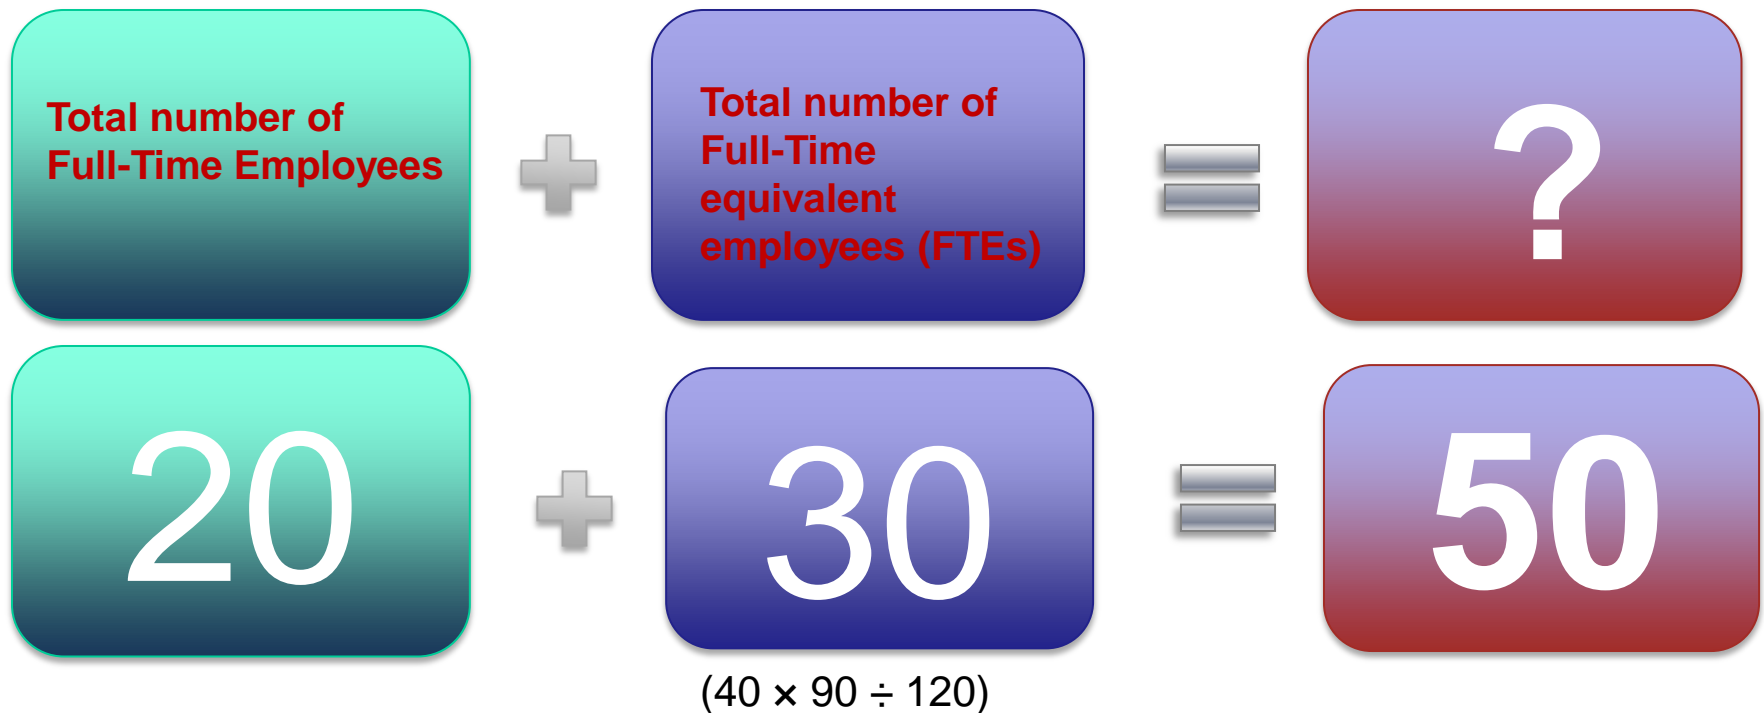 Total number of
Full-Time Employees
Total number of
Full-Time
equivalent
employees (FTEs)
?
20
30
50
(40 × 90 ÷ 120)